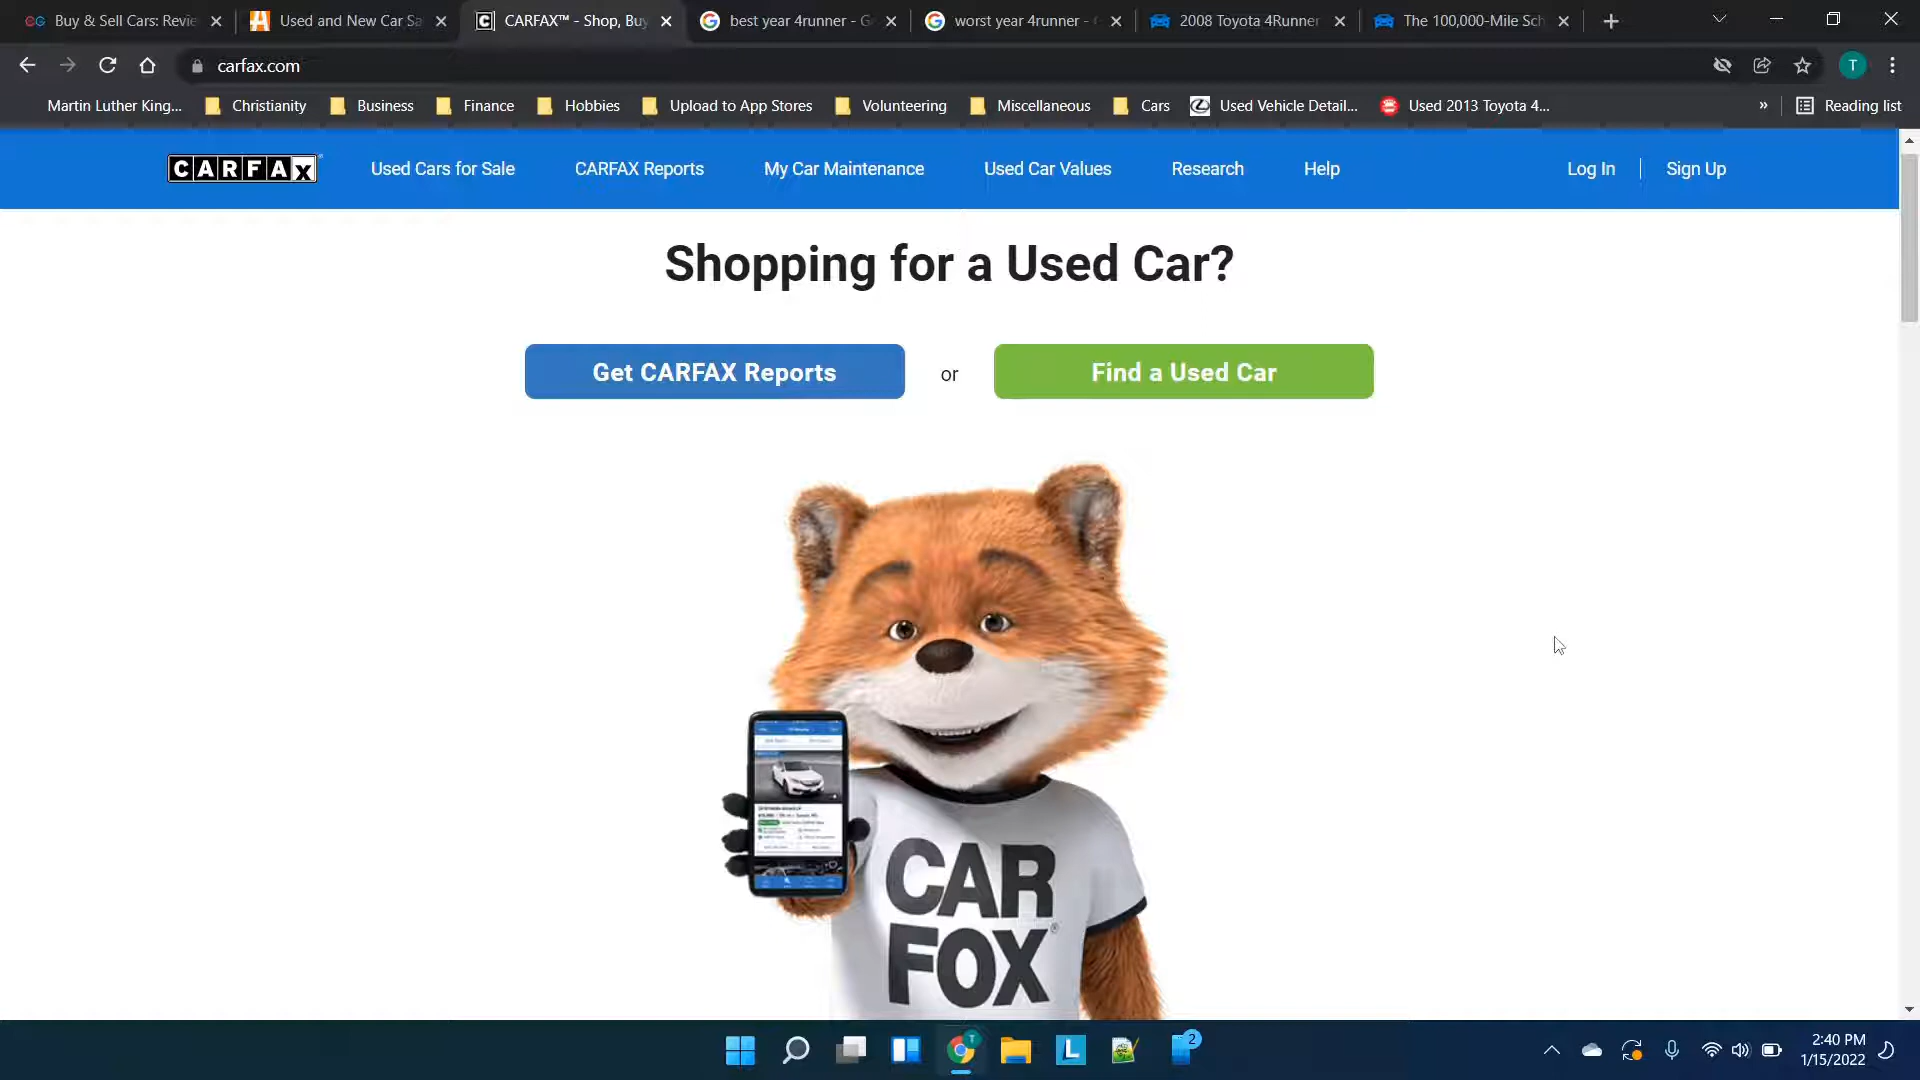 Buy & Sell Cars: Revie
Used and New Car Sa
CARFAX™ - Shop, Buy
best year 4runner - G
worst year 4runner -
2008 Toyota 4Runner
The 100,000-Mile Sch
carfax.com
T
Martin Luther King...
Christianity
Business
Finance
Hobbies
Upload to App Stores
Volunteering
Miscellaneous
Cars
Used Vehicle Detail...
Used 2013 Toyota 4...
»
Reading list
CARFAX
Used Cars for Sale
CARFAX Reports
My Car Maintenance
Used Car Values
Research
Help
Log In
Sign Up
Shopping for a Used Car?
Get CARFAX Reports
or
Find a Used Car
CAR
FOX®
T
L
2
2:40 PM
1/15/2022